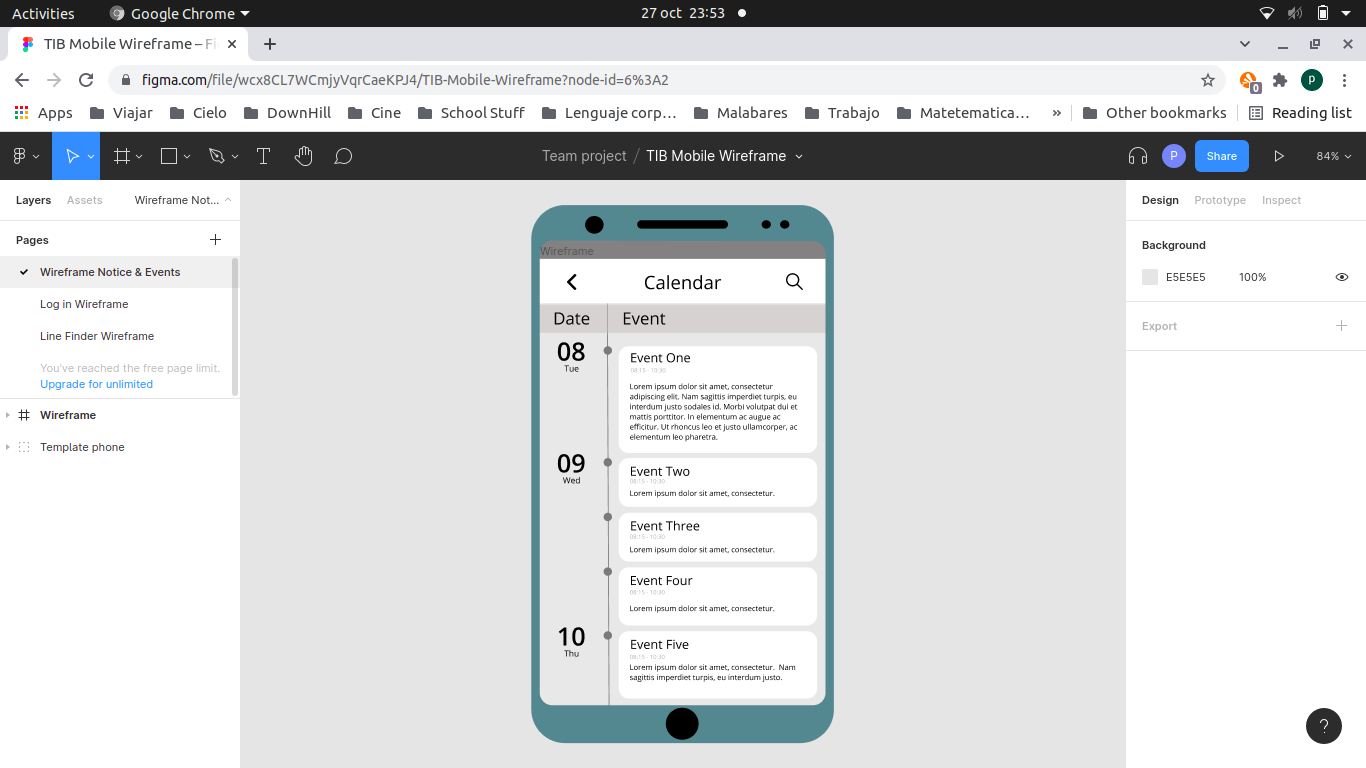 Activities
Google Chrome
27 oct 23:53
TIB Mobile Wireframe – Fi
figma.com/file/wcx8CL7WCmjyVqrCaeKPJ4/TIB-Mobile-Wireframe?node-id=6%3A2
0
p
Apps
Viajar
Cielo
DownHill
Cine
School Stuff
Lenguaje corp...
Malabares
Trabajo
Matetematica...
»
Other bookmarks
Reading list
Team project / TIB Mobile Wireframe
P
Share
84%
Layers
Assets
Wireframe Not...
Pages
Wireframe Notice & Events
Log in Wireframe
Line Finder Wireframe
You've reached the free page limit.
Upgrade for unlimited
Wireframe
Template phone
Wireframe
Calendar
Date
Event
08
Tue
Event One
08:15 - 10:30
Lorem ipsum dolor sit amet, consectetur
adipiscing elit. Nam sagittis imperdiet turpis, eu
interdum justo sodales id. Morbi volutpat dui et
mattis porttitor. In elementum ac augue ac
efficitur. Ut rhoncus leo et justo ullamcorper, ac
elementum leo pharetra.
09
Wed
Event Two
08:15 - 10:30
Lorem ipsum dolor sit amet, consectetur.
Event Three
08:15 - 10:30
Lorem ipsum dolor sit amet, consectetur.
Event Four
08:15 - 10:30
Lorem ipsum dolor sit amet, consectetur.
10
Thu
Event Five
08:15 - 10:30
Lorem ipsum dolor sit amet, consectetur. Nam
sagittis imperdiet turpis, eu interdum justo.
Design
Prototype
Inspect
Background
E5E5E5
100%
Export
?